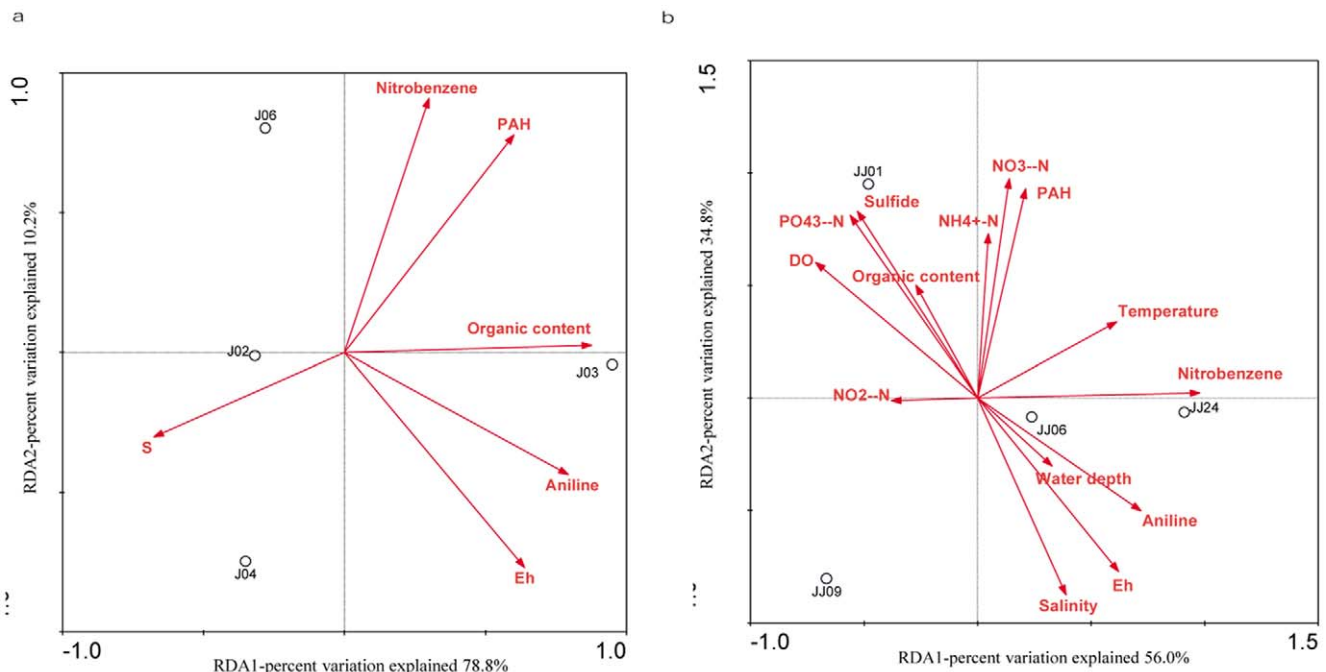 a
b
1.0
RDA2-percent variation explained 10.2%
J06
Nitrobenzene
PAH
Organic content
J02
J03
S
Aniline
Eh
J04
-1.0
1.0
RDA1-percent variation explained 78.8%
1.5
RDA2-percent variation explained 34.8%
JJ01
NO3--N
Sulfide
PAH
PO43--N
NH4+-N
DO
Organic content
Temperature
Nitrobenzene
NO2--N
JJ24
JJ06
Water depth
Aniline
JJ09
Eh
Salinity
-1.0
1.5
RDA1-percent variation explained 56.0%